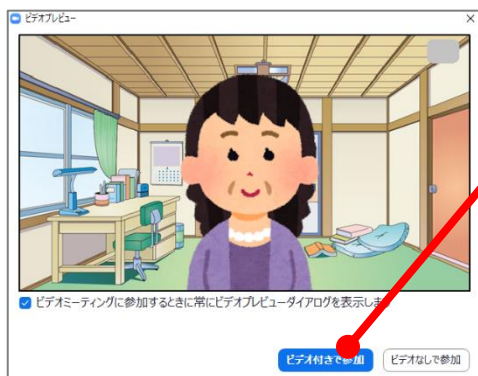 ビデオプレビュー
ビデオミーティングに参加するときに常にビデオプレビューダイアログを表示しま
ビデオ付きで参加
ビデオなしで参加